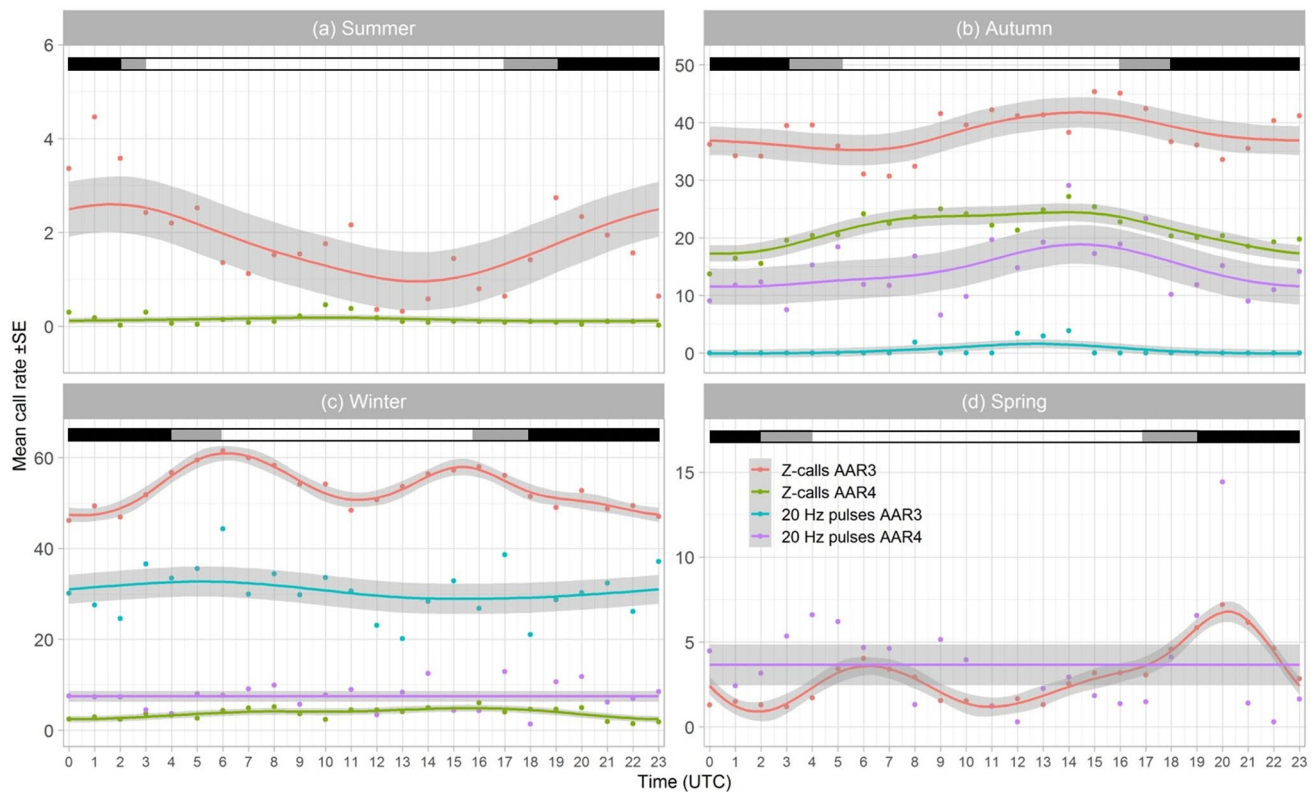 (a) Summer
(b) Autumn
6
4
2
0
50
40
30
20
10
0
Mean call rate ±SE
(c) Winter
(d) Spring
60
40
20
0
15
10
5
0
Z-calls AAR3
Z-calls AAR4
20 Hz pulses AAR3
20 Hz pulses AAR4
0 1 2 3 4 5 6 7 8 9 10 11 12 13 14 15 16 17 18 19 20 21 22 23
0 1 2 3 4 5 6 7 8 9 10 11 12 13 14 15 16 17 18 19 20 21 22 23
Time (UTC)